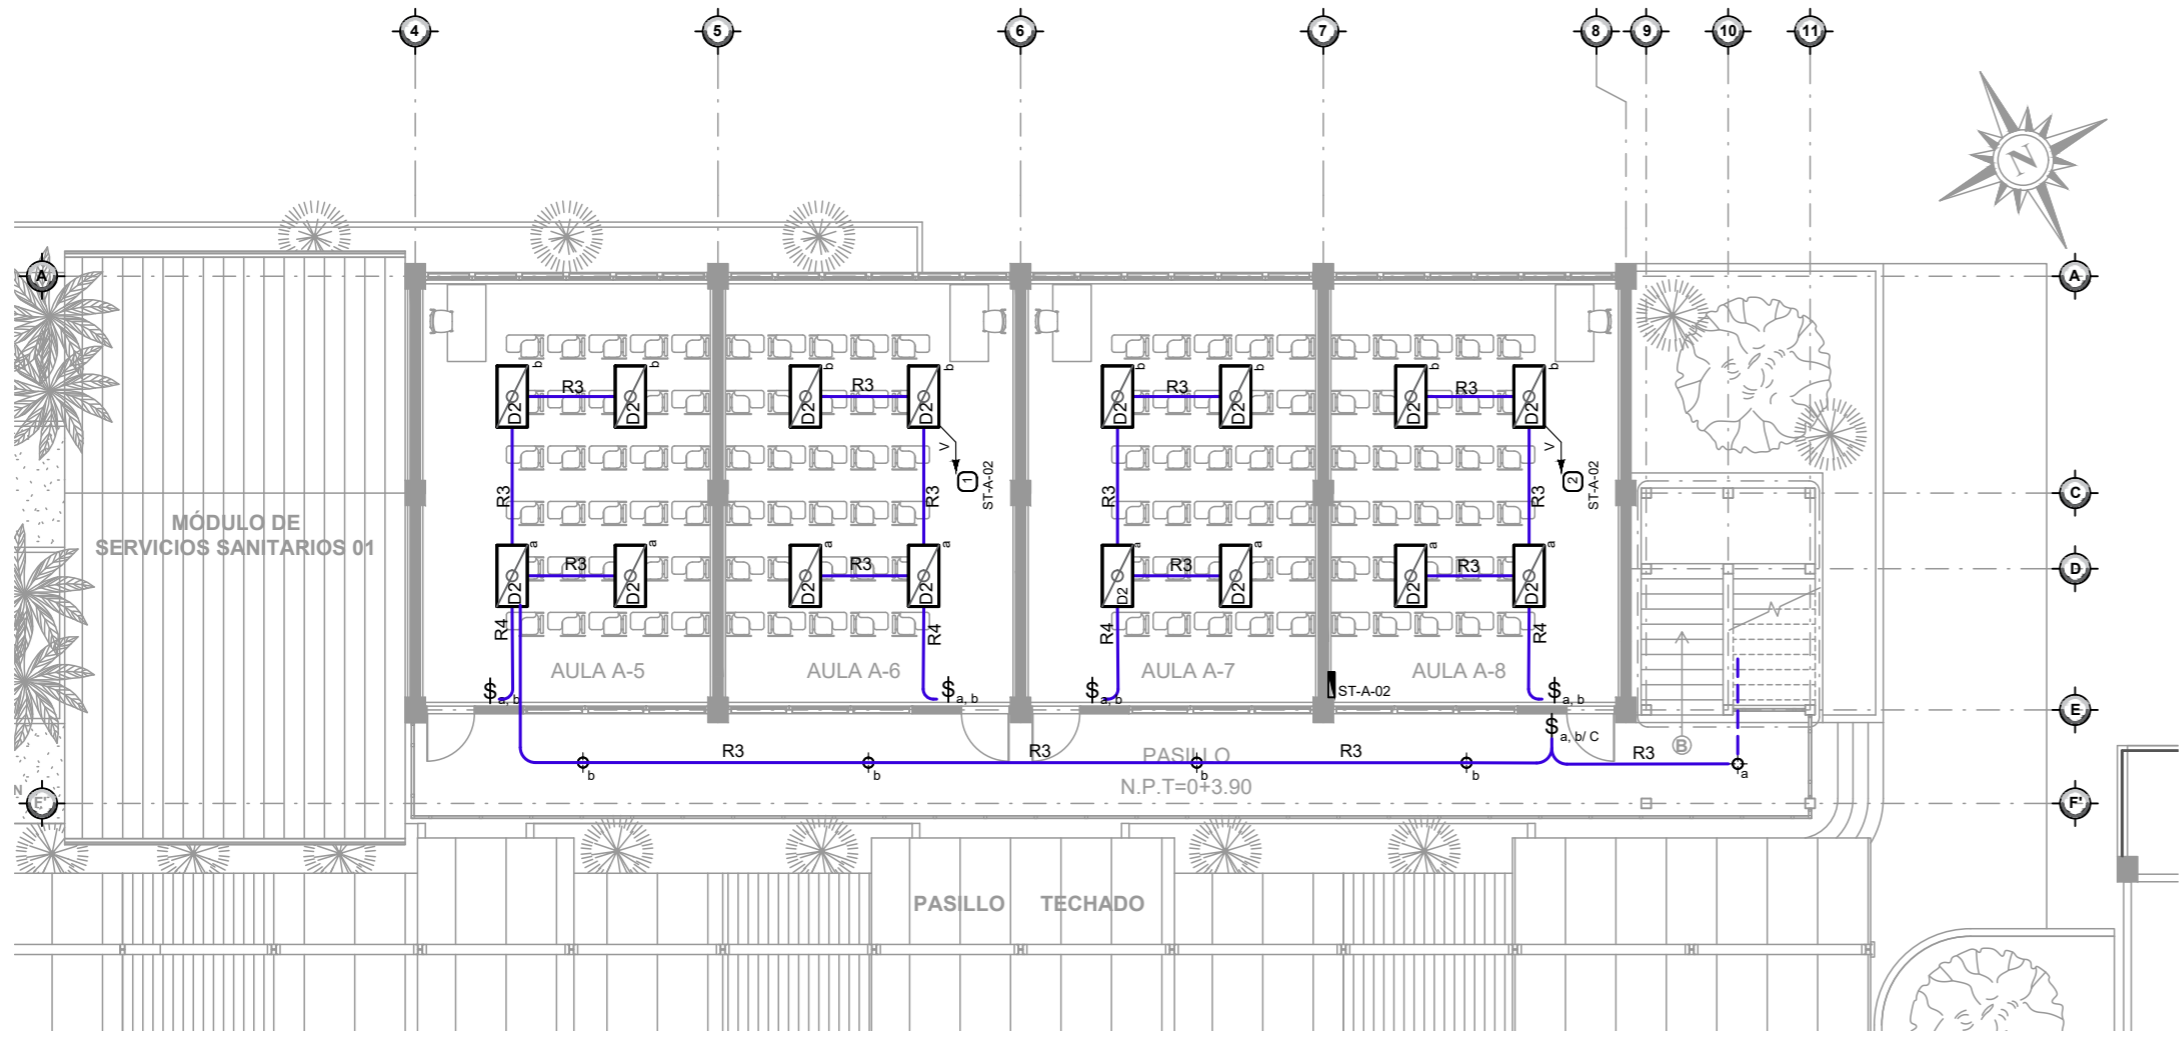 4 5 6 7 8 9 10 11
N
A A
b b b b b b b b
R3 R3 R3 R3
D2 D2 D2 D2 D2 D2 D2 D2
V V
1 2
ST-A-02 ST-A-02
C
R3 R3 R3 R3
MÓDULO DE
SERVICIOS SANITARIOS 01
a a a a a a a a
R3 R3 R3 R3
D
D2 D2 D2 D2 D2 D2 D2 D2
N
R4 R4 R4 R4
AULA A-5 AULA A-6 AULA A-7 AULA A-8
$ a, b $ a, b $ a, b ST-A-02 $ a, b
E
$ a, b/ C
B
R3 R3 R3 R3
PASILLO
b b b b a
N.P.T=0+3.90
N
F' F'
PASILLO TECHADO